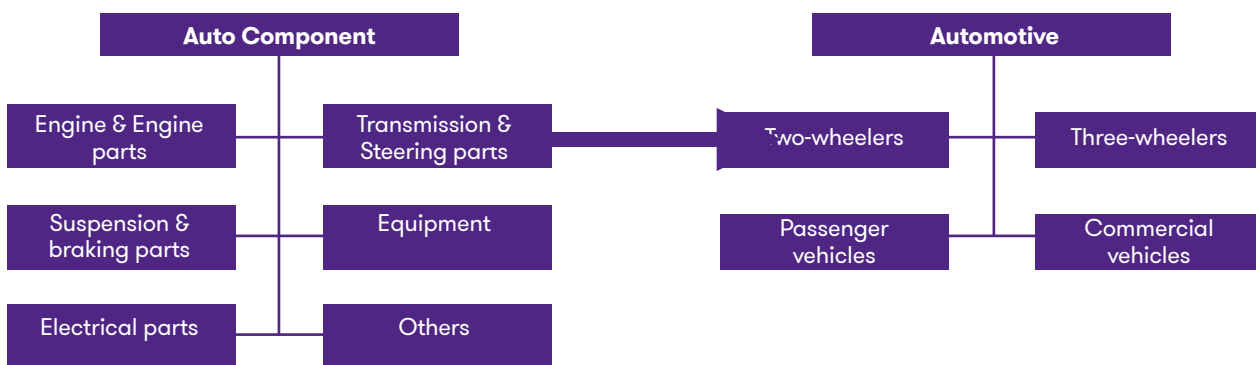 Auto Component
Automotive
Engine & Engine
parts
Transmission &
Steering parts
Two-wheelers
Three-wheelers
Suspension &
braking parts
Equipment
Passenger
vehicles
Commercial
vehicles
Electrical parts
Others